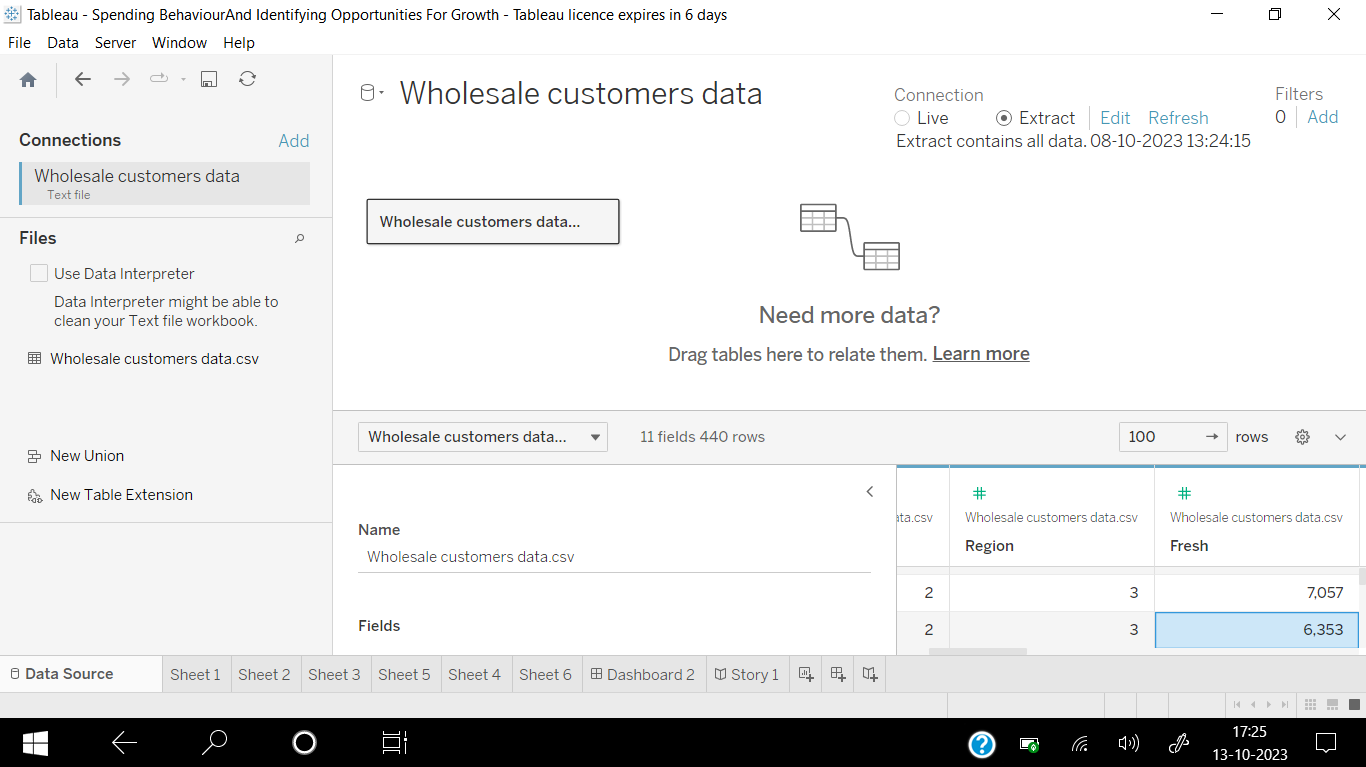 Tableau - Spending BehaviourAnd Identifying Opportunities For Growth - Tableau licence expires in 6 days
File Data Server Window Help
Connections Add
Wholesale customers data
Text file
Files
Use Data Interpreter
Data Interpreter might be able to
clean your Text file workbook.
Wholesale customers data.csv
New Union
New Table Extension
Wholesale customers data
Connection
Live Extract Edit Refresh
Extract contains all data. 08-10-2023 13:24:15
Filters
0 Add
Wholesale customers data...
Need more data?
Drag tables here to relate them. Learn more
Wholesale customers data... 11 fields 440 rows 100 → rows
Name
Wholesale customers data.csv
Fields
# #
ata.csv Wholesale customers data.csv Wholesale customers data.csv
Region Fresh
2 3 7,057
2 3 6,353
Data Source Sheet 1 Sheet 2 Sheet 3 Sheet 5 Sheet 4 Sheet 6 Dashboard 2 Story 1
17:25
13-10-2023